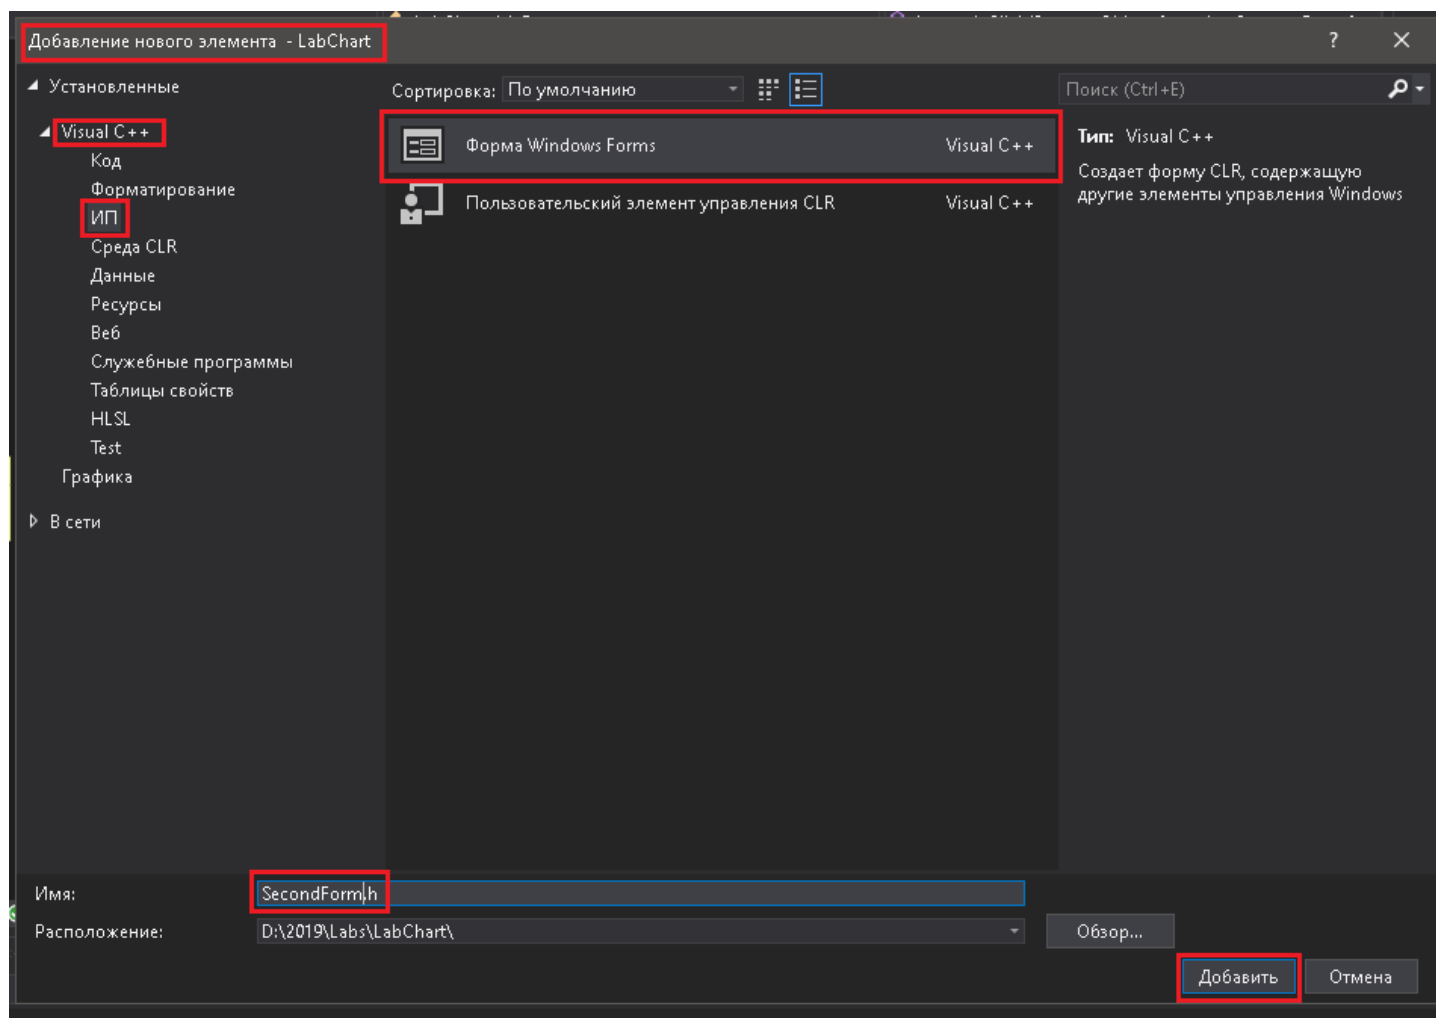 Добавление нового элемента - LabChart
?
Установленные
Visual C++
Код
Форматирование
ИП
Среда CLR
Данные
Ресурсы
Веб
Служебные программы
Таблицы свойств
HLSL
Test
Графика
В сети
Сортировка: По умолчанию
Форма Windows Forms Visual C++
Пользовательский элемент управления CLR Visual C++
Поиск (Ctrl+E)
Тип: Visual C++
Создает форму CLR, содержащую
другие элементы управления Windows
Имя: SecondForm.h
Расположение: D:\2019\Labs\LabChart\ Обзор...
Добавить Отмена